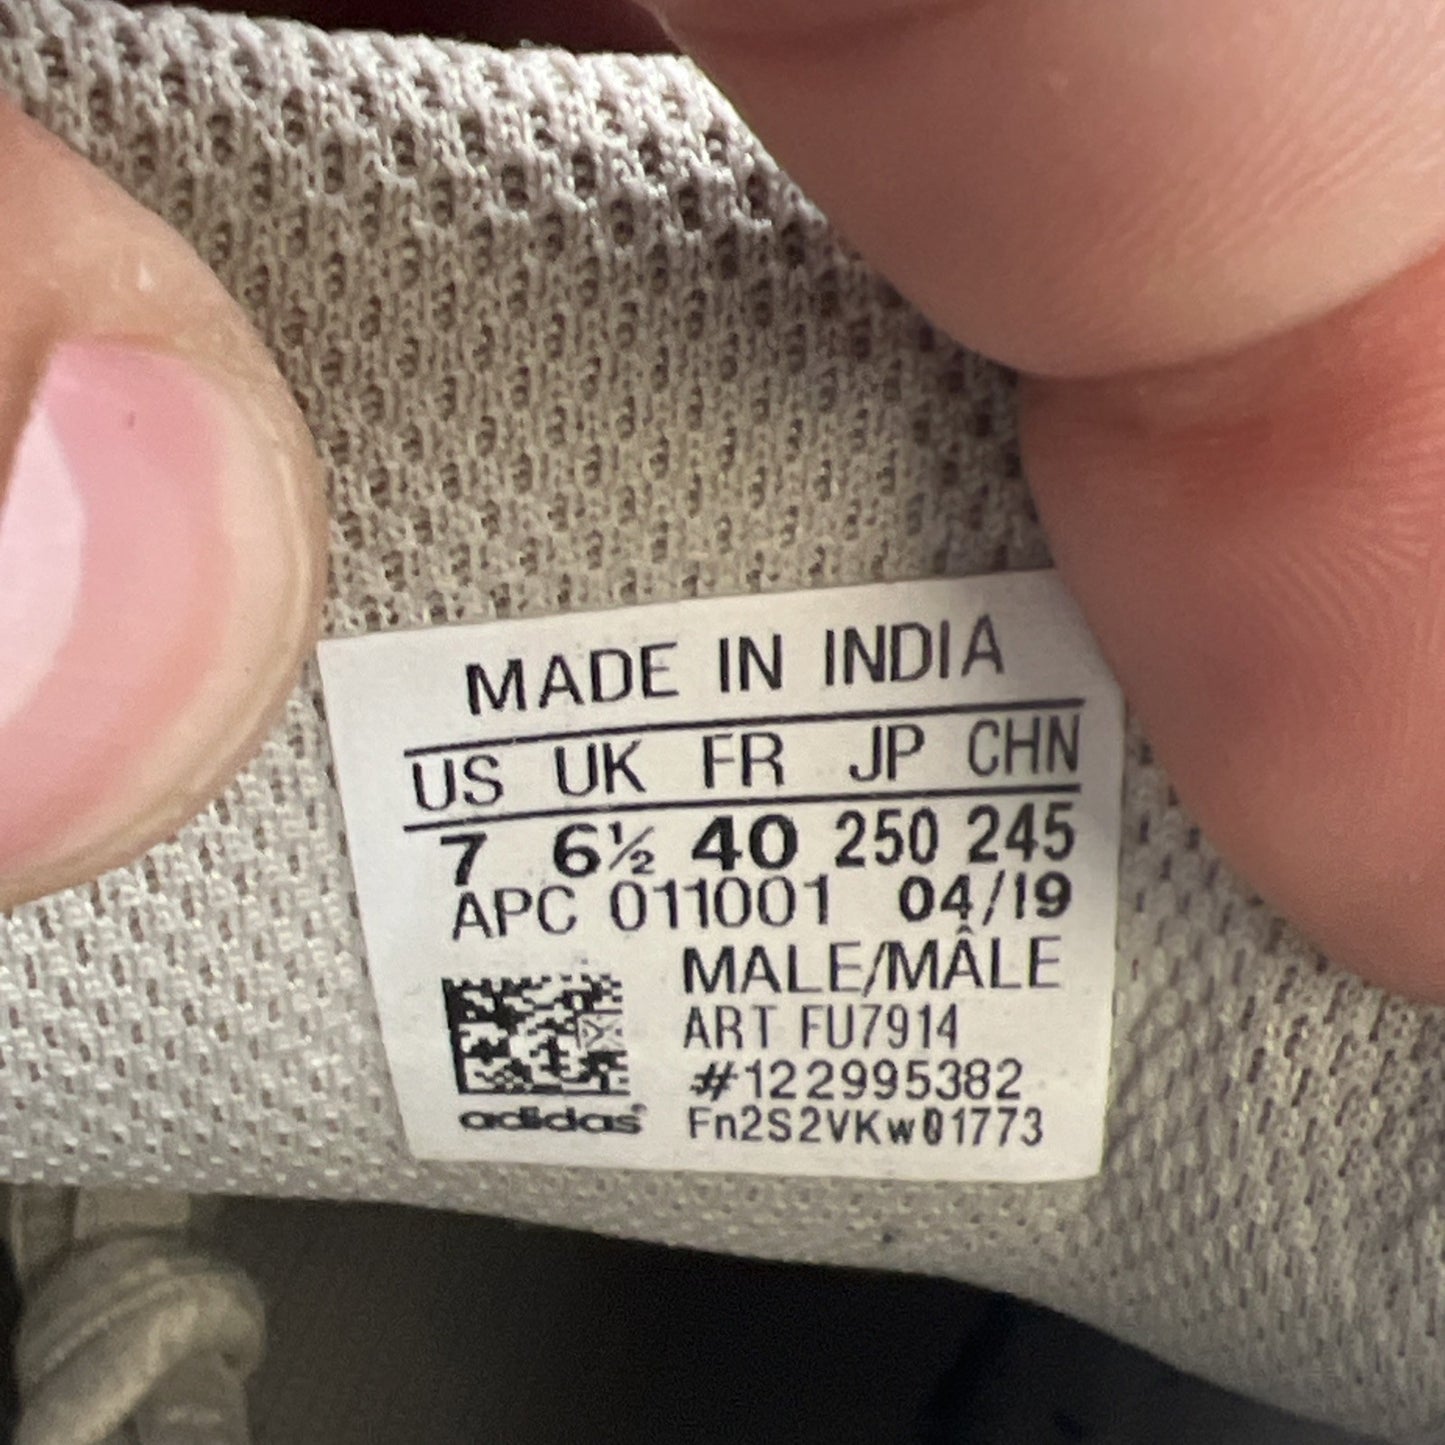 MADE IN INDIA
US UK FR JP CHN
7 6½ 40 250 245
APC 011001 04/19
MALE/MÂLE
ART FU7914
#122995382
adidas Fn2S2VKw01773